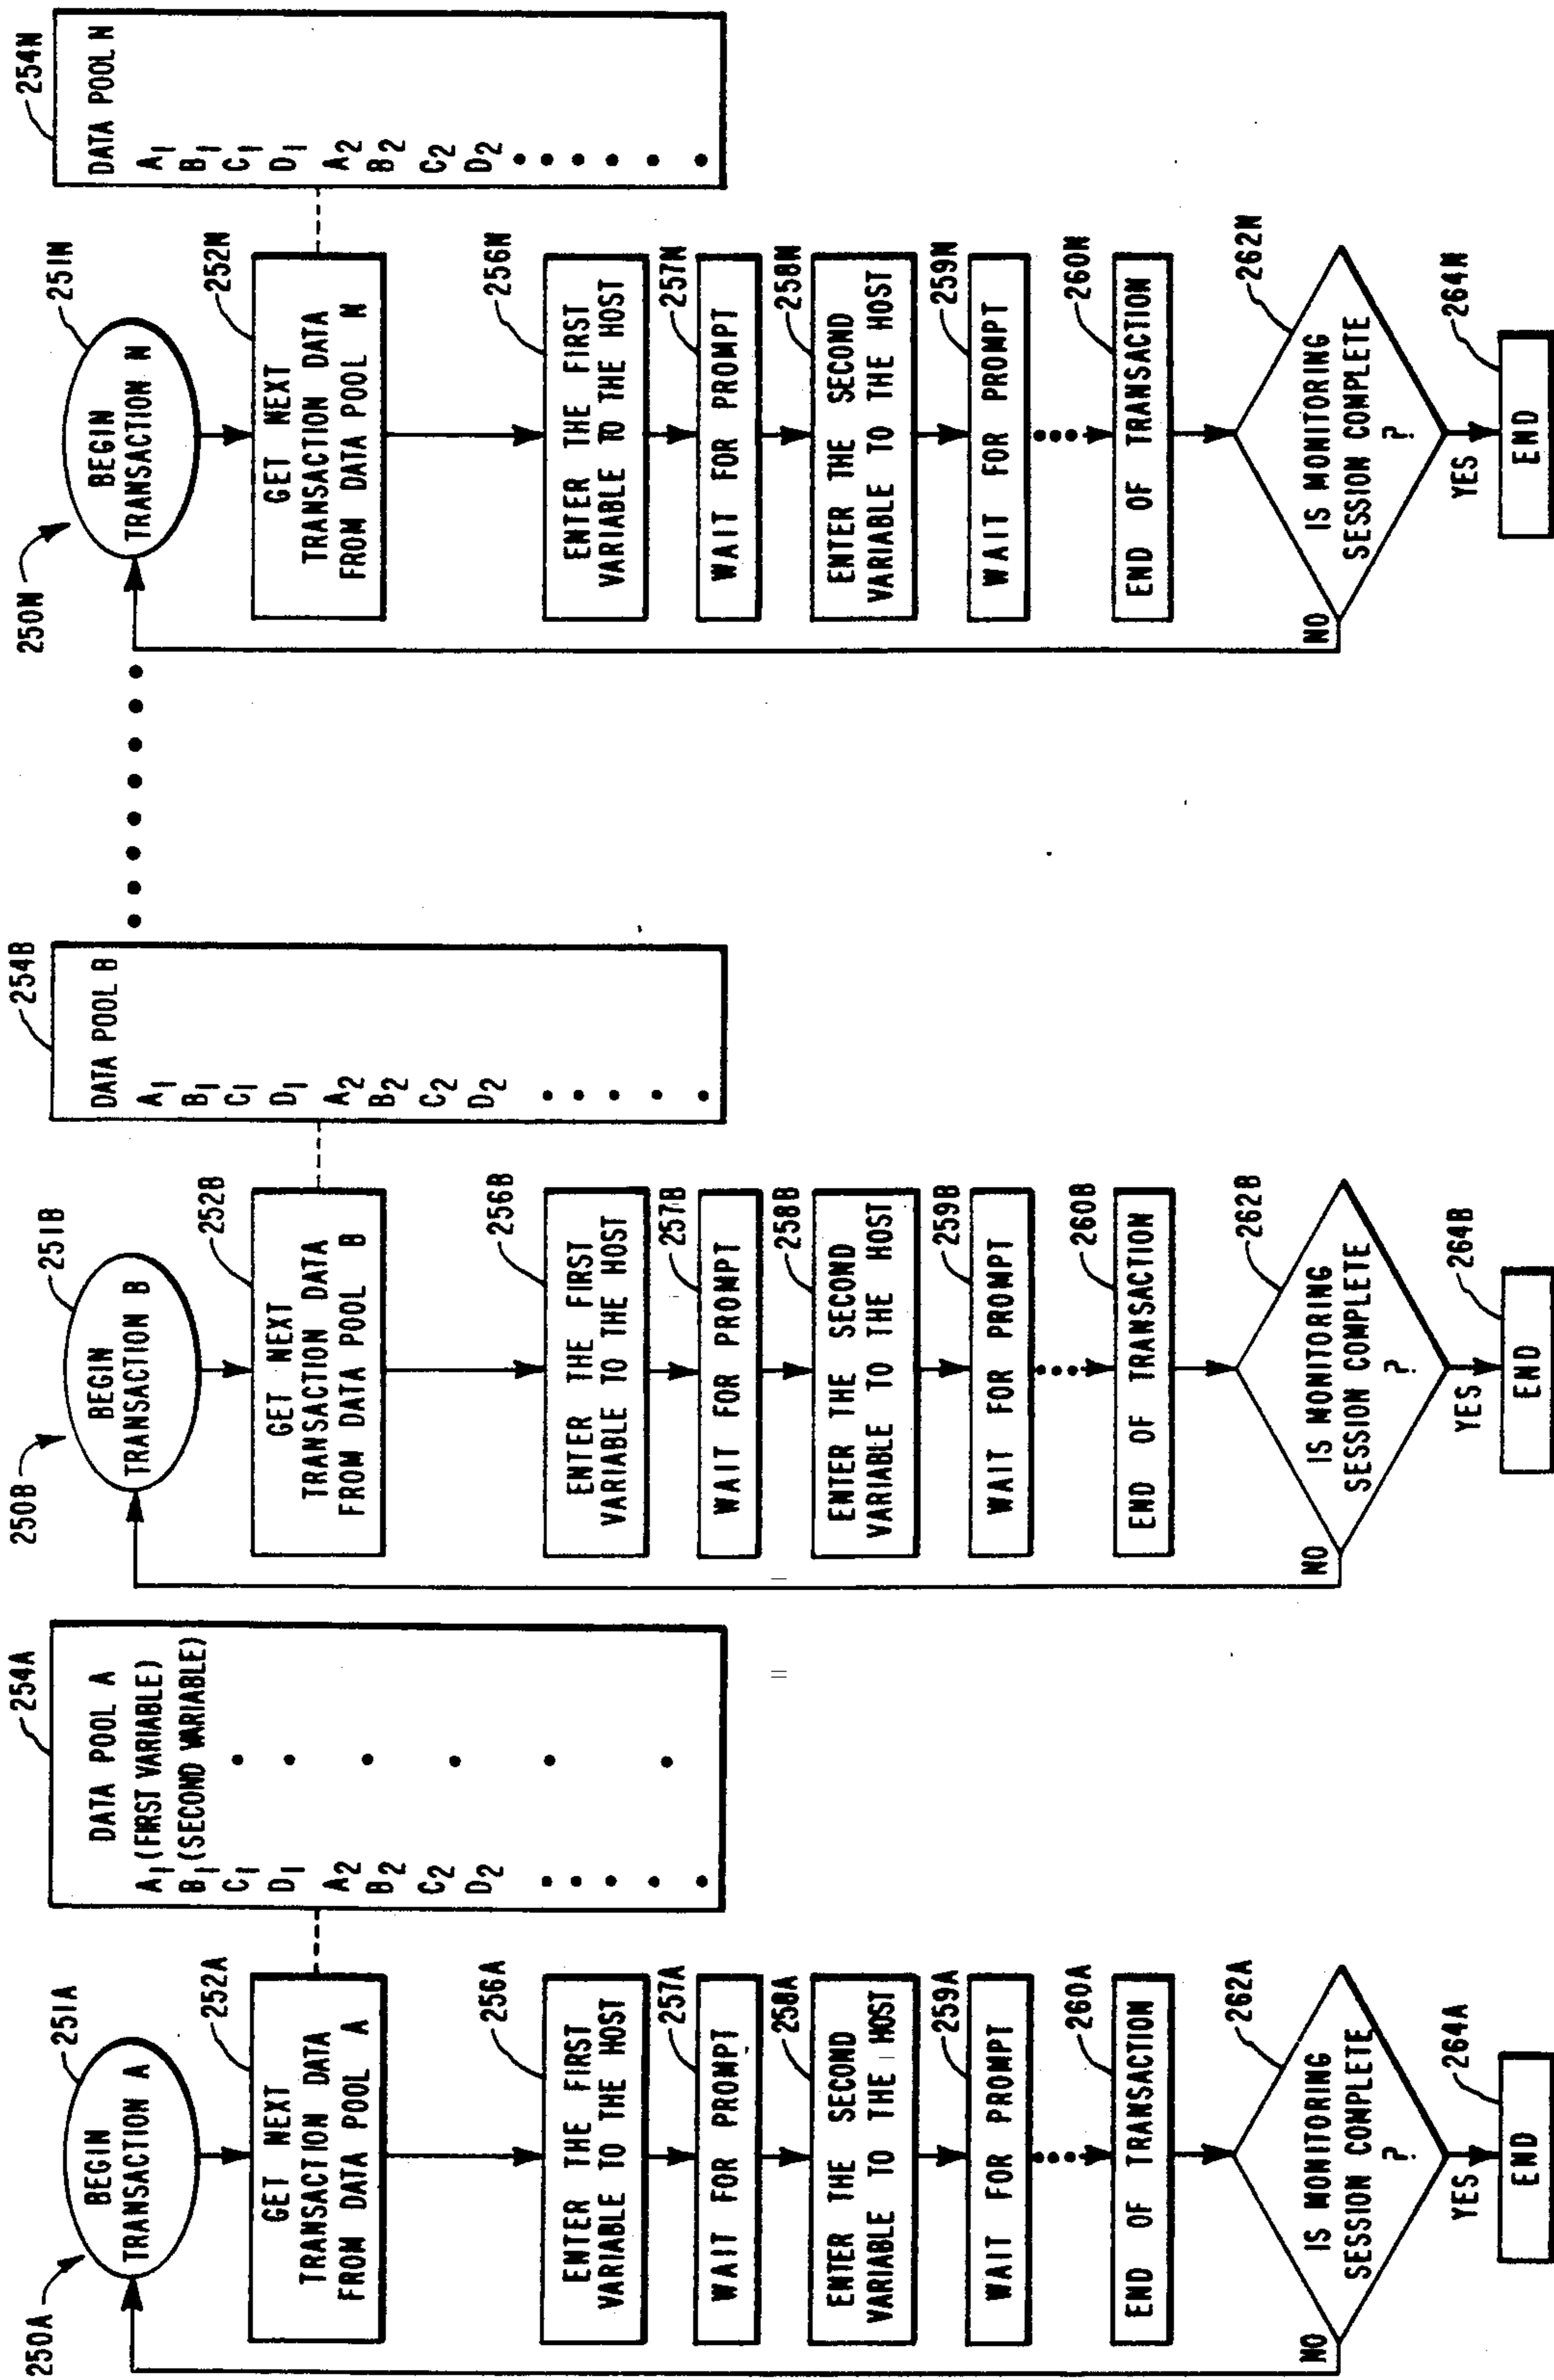 250A
251A
BEGIN
TRANSACTION A
252A
GET NEXT
TRANSACTION DATA
FROM DATA POOL A
254A
DATA POOL A
A1 (FIRST VARIABLE)
B1 (SECOND VARIABLE)
C1
D1
A2
B2
C2
D2
256A
ENTER THE FIRST
VARIABLE TO THE HOST
257A
WAIT FOR PROMPT
258A
ENTER THE SECOND
VARIABLE TO THE HOST
259A
WAIT FOR PROMPT
260A
END OF TRANSACTION
262A
IS MONITORING
SESSION COMPLETE
?
NO
YES
264A
END
250B
251B
BEGIN
TRANSACTION B
252B
GET NEXT
TRANSACTION DATA
FROM DATA POOL B
254B
DATA POOL B
A1
B1
C1
D1
A2
B2
C2
D2
256B
ENTER THE FIRST
VARIABLE TO THE HOST
257B
WAIT FOR PROMPT
258B
ENTER THE SECOND
VARIABLE TO THE HOST
259B
WAIT FOR PROMPT
260B
END OF TRANSACTION
262B
IS MONITORING
SESSION COMPLETE
?
NO
YES
264B
END
250N
251N
BEGIN
TRANSACTION N
252N
GET NEXT
TRANSACTION DATA
FROM DATA POOL N
254N
DATA POOL N
A1
B1
C1
D1
A2
B2
C2
D2
256N
ENTER THE FIRST
VARIABLE TO THE HOST
257N
WAIT FOR PROMPT
258N
ENTER THE SECOND
VARIABLE TO THE HOST
259N
WAIT FOR PROMPT
260N
END OF TRANSACTION
262N
IS MONITORING
SESSION COMPLETE
?
NO
YES
264N
END